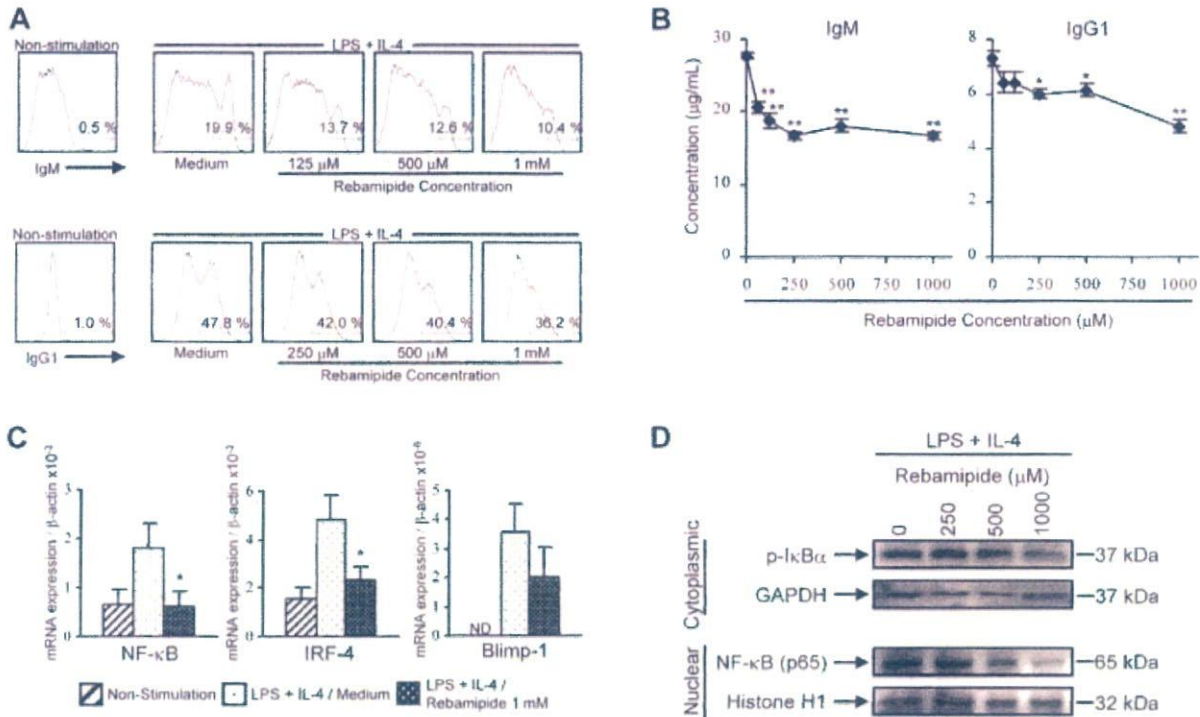 A
Non-stimulation
LPS + IL-4
0.5 %
19.9 %
13.7 %
12.6 %
10.4 %
IgM
Medium
125 μM
500 μM
1 mM
Rebamipide Concentration
Non-stimulation
LPS + IL-4
1.0 %
47.8 %
42.0 %
40.4 %
36.2 %
IgG1
Medium
250 μM
500 μM
1 mM
Rebamipide Concentration
B
IgM
IgG1
Concentration (μg/mL)
30
20
10
0
**
**
**
**
**
8
6
4
2
0
*
*
**
0 250 500 750 1000
0 250 500 750 1000
Rebamipide Concentration (μM)
C
mRNA expression / β-actin
3
2
1
0
*
NF-κB
mRNA expression / β-actin
6
4
2
0
*
IRF-4
mRNA expression / β-actin
5
4
3
2
1
0
ND
Blimp-1
Non-Stimulation
LPS + IL-4 / Medium
LPS + IL-4 /
Rebamipide 1 mM
D
LPS + IL-4
Rebamipide (μM)
0 250 500 1000
Cytoplasmic
p-IκBα
37 kDa
GAPDH
37 kDa
Nuclear
NF-κB (p65)
65 kDa
Histone H1
32 kDa